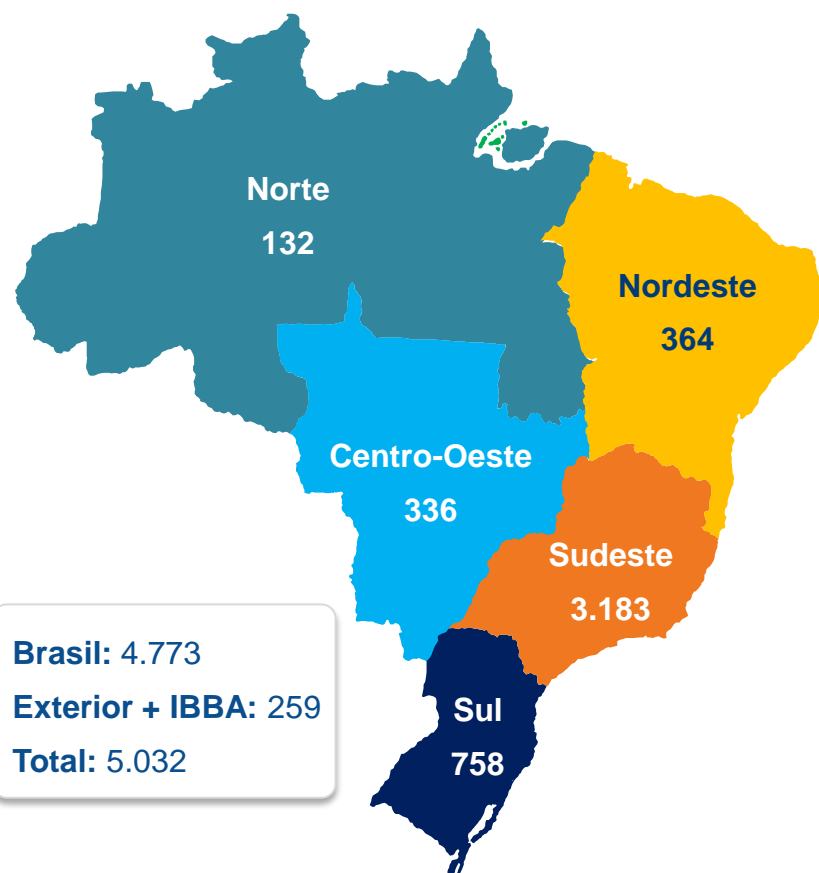 Norte
132
Nordeste
364
Centro-Oeste
336
Sudeste
3.183
Brasil: 4.773
Exterior + IBBA: 259
Total: 5.032
Sul
758